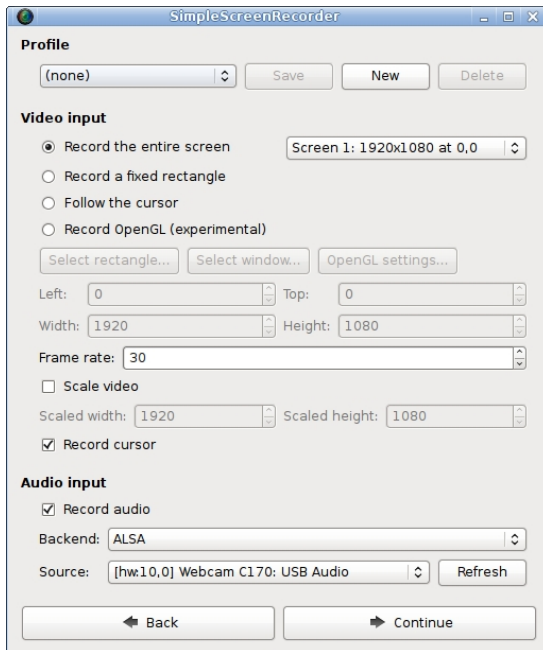 SimpleScreenRecorder
Profile
(none) Save New Delete
Video input
Record the entire screen Screen 1: 1920x1080 at 0,0
Record a fixed rectangle
Follow the cursor
Record OpenGL (experimental)
Select rectangle... Select window... OpenGL settings...
Left: 0 Top: 0
Width: 1920 Height: 1080
Frame rate: 30
Scale video
Scaled width: 1920 Scaled height: 1080
Record cursor
Audio input
Record audio
Backend: ALSA
Source: [hw:10,0] Webcam C170: USB Audio Refresh
Back Continue